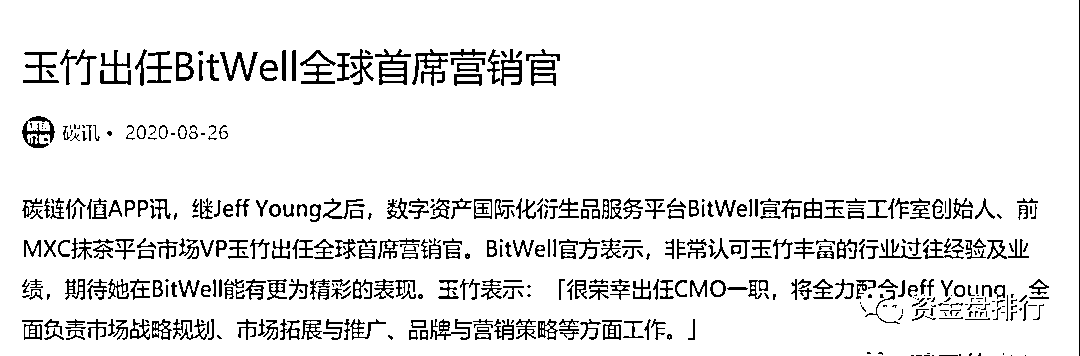 玉竹出任BitWell全球首席营销官
碳讯· 2020-08-26
碳链价值APP讯，继Jeff Young之后，数字资产国际化衍生品服务平台BitWell宣布由玉言工作室创始人、前
MXC抹茶平台市场VP玉竹出任全球首席营销官。BitWell官方表示，非常认可玉竹丰富的行业过往经验及业
绩，期待她在BitWell能有更为精彩的表现。玉竹表示：「很荣幸出任CMO一职，将全力配合Jeff Young，全
面负责市场战略规划、市场拓展与推广、品牌与营销策略等方面工作。」
资金盘排行